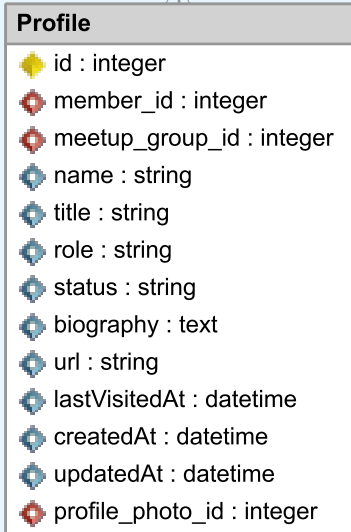 Profile
id : integer
member_id : integer
meetup_group_id : integer
name : string
title : string
role : string
status : string
biography : text
url : string
lastVisitedAt : datetime
createdAt : datetime
updatedAt : datetime
profile_photo_id : integer